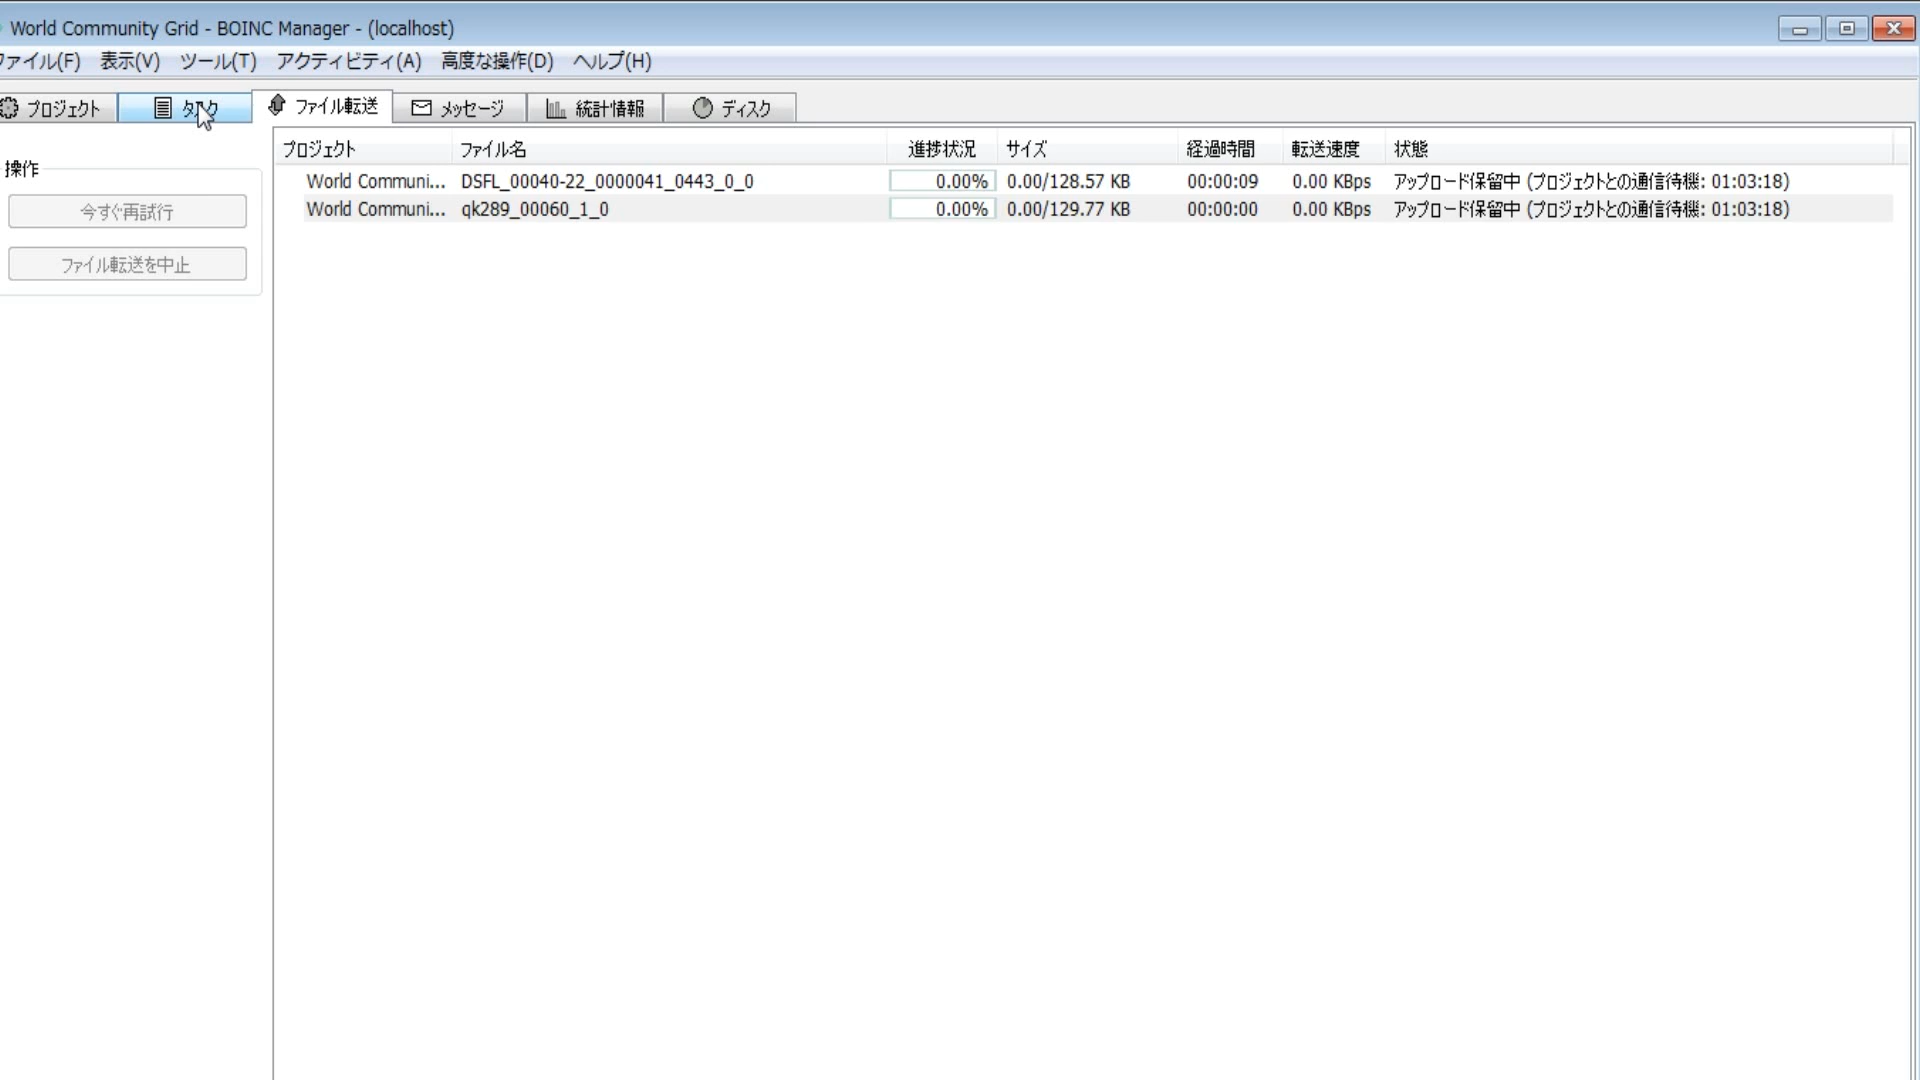 World Community Grid - BOINC Manager - (localhost)
ファイル(F) 表示(V) ツール(T) アクティビティ(A) 高度な操作(D) ヘルプ(H)
プロジェクト タスク ファイル転送 メッセージ 統計情報 ディスク
操作
今すぐ再試行
ファイル転送を中止
プロジェクト ファイル名 進捗状況 サイズ 経過時間 転送速度 状態
World Communi... DSFL_00040-22_0000041_0443_0_0 0.00% 0.00/128.57 KB 00:00:09 0.00 KBps アップロード保留中 (プロジェクトとの通信待機: 01:03:18)
World Communi... qk289_00060_1_0 0.00% 0.00/129.77 KB 00:00:00 0.00 KBps アップロード保留中 (プロジェクトとの通信待機: 01:03:18)